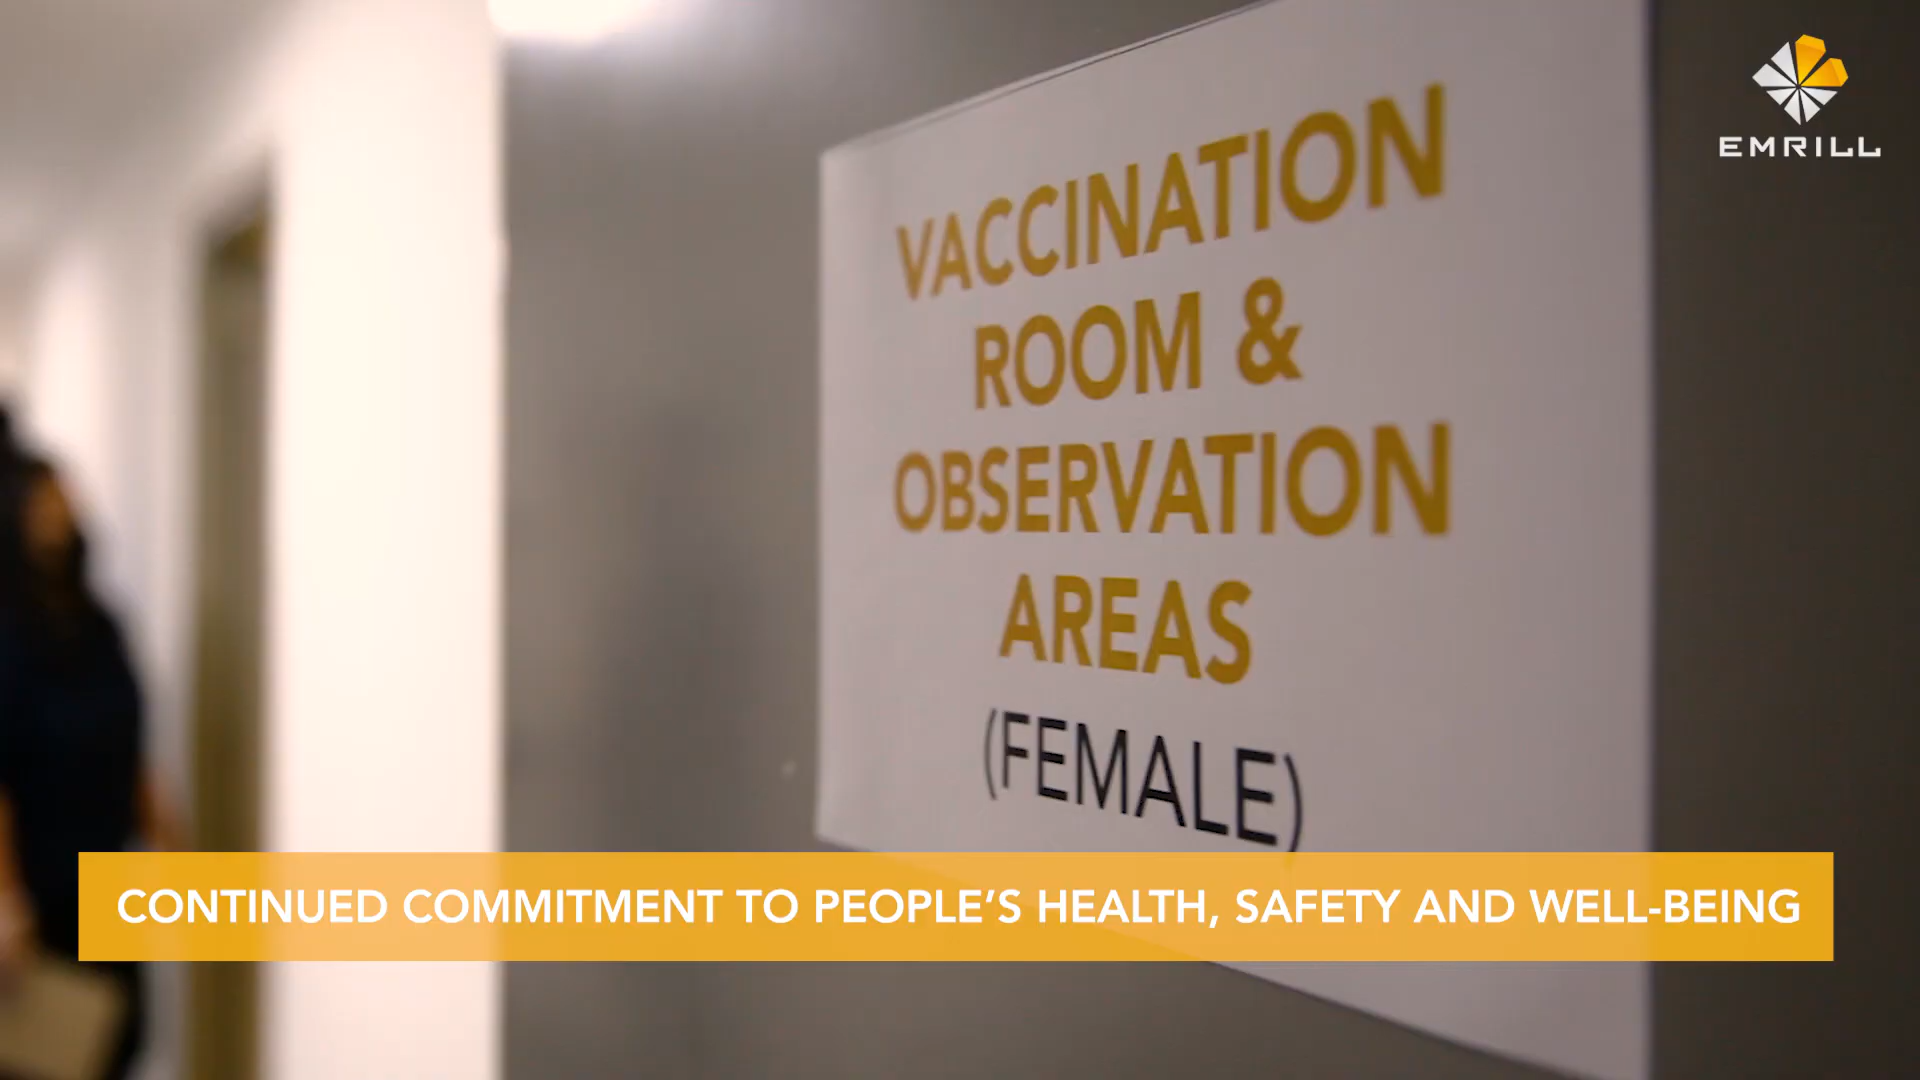 EMRILL
VACCINATION
ROOM &
OBSERVATION
AREAS
(FEMALE)
CONTINUED COMMITMENT TO PEOPLE’S HEALTH, SAFETY AND WELL-BEING